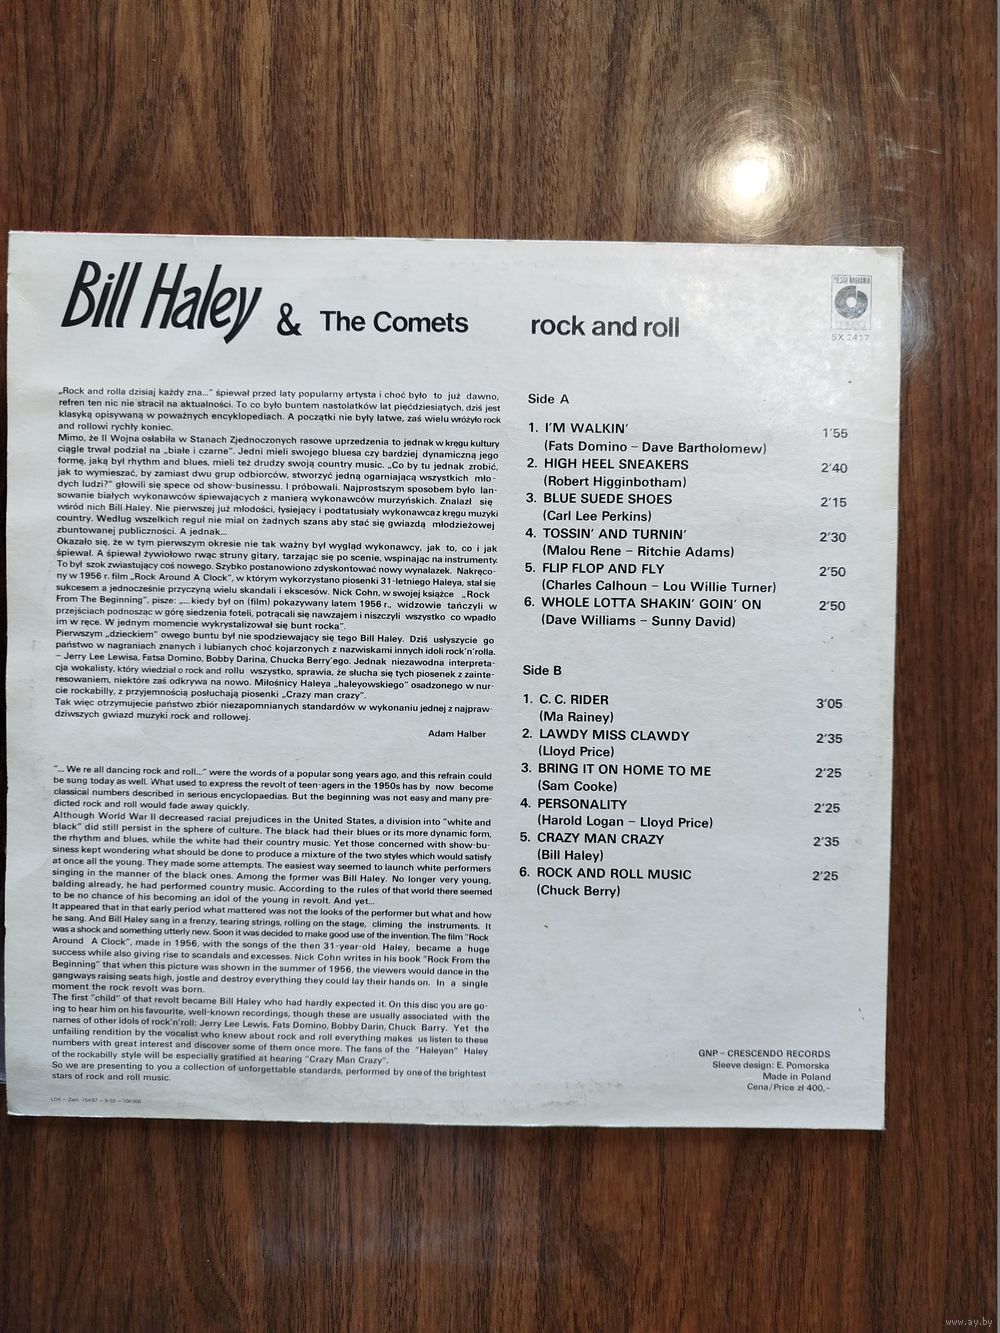 Bill Haley & The Comets rock and roll
POLSKIE NAGRANIA
SX 2417
„Rock and rolla dzisiaj każdy zna..." śpiewał przed laty popularny artysta i choć było to już dawno,
refren ten nic nie stracił na aktualności. To co było buntem nastolatków lat pięćdziesiątych, dziś jest
klasyką opisywaną w poważnych encyklopediach. A początki nie były łatwe, zaś wielu wróżyło rock
and rollowi rychły koniec.
Mimo, że II Wojna osłabiła w Stanach Zjednoczonych rasowe uprzedzenia to jednak w kręgu kultury
ciągle trwał podział na „białe i czarne". Jedni mieli swojego bluesa czy bardziej dynamiczną jego
formę, jaką był rhythm and blues, mieli też drudzy swoją country music. „Co by tu jednak zrobić,
jak to wymieszać, by zamiast dwu grup odbiorców, stworzyć jedną ogarniającą wszystkich mło-
dych ludzi?" głowili się spece od show-businessu. I próbowali. Najprostszym sposobem było lan-
sowanie białych wykonawców śpiewających z manierą wykonawców murzyńskich. Znalazł się
wśród nich Bill Haley. Nie pierwszej już młodości, łysiejący i podtatusiały wykonawca z kręgu muzyki
country. Według wszelkich reguł nie miał on żadnych szans aby stać się gwiazdą młodzieżowej
zbuntowanej publiczności. A jednak...
Okazało się, że w tym pierwszym okresie nie tak ważny był wygląd wykonawcy, jak to, co i jak
śpiewał. A śpiewał żywiołowo rwąc struny gitary, tarzając się po scenie, wspinając na instrumenty.
To był szok zwiastujący coś nowego. Szybko postanowiono zdyskontować nowy wynalazek. Nakręco-
ny w 1956 r. film „Rock Around A Clock", w którym wykorzystano piosenki 31-letniego Haleya, stał się
sukcesem a jednocześnie przyczyną wielu skandali i ekscesów. Nick Cohn, w swojej książce „Rock
From The Beginning", pisze: „....kiedy był on (film) pokazywany latem 1956 r., widzowie tańczyli w
przejściach podnosząc w górę siedzenia foteli, potrącali się nawzajem i niszczyli wszystko co wpadło
im w ręce. W jednym momencie wykrystalizował się bunt rocka".
Pierwszym „dzieckiem" owego buntu był nie spodziewający się tego Bill Haley. Dziś usłyszycie go
państwo w nagraniach znanych i lubianych choć kojarzonych z nazwiskami innych idoli rock'n'rolla.
– Jerry Lee Lewisa, Fatsa Domino, Bobby Darina, Chucka Berry'ego. Jednak niezawodna interpreta-
cja wokalisty, który wiedział o rock and rollu wszystko, sprawia, że słucha się tych piosenek z zainte-
resowaniem, niektóre zaś odkrywa na nowo. Miłośnicy Haleya „haleyowskiego" osadzonego w nur-
cie rockabilly, z przyjemnością posłuchają piosenki „Crazy man crazy".
Tak więc otrzymujecie państwo zbiór niezapomnianych standardów w wykonaniu jednej z najpraw-
dziwszych gwiazd muzyki rock and rollowej.
Adam Halber
"... We re all dancing rock and roll..." were the words of a popular song years ago, and this refrain could
be sung today as well. What used to express the revolt of teen-agers in the 1950s has by now become
classical numbers described in serious encyclopaedias. But the beginning was not easy and many pre-
dicted rock and roll would fade away quickly.
Although World War II decreased racial prejudices in the United States, a division into "white and
black" did still persist in the sphere of culture. The black had their blues or its more dynamic form,
the rhythm and blues, while the white had their country music. Yet those concerned with show-bu-
siness kept wondering what should be done to produce a mixture of the two styles which would satisfy
at once all the young. They made some attempts. The easiest way seemed to launch white performers
singing in the manner of the black ones. Among the former was Bill Haley. No longer very young,
balding already, he had performed country music. According to the rules of that world there seemed
to be no chance of his becoming an idol of the young in revolt. And yet...
It appeared that in that early period what mattered was not the looks of the performer but what and how
he sang. And Bill Haley sang in a frenzy, tearing strings, rolling on the stage, climing the instruments. It
was a shock and something utterly new. Soon it was decided to make good use of the invention. The film "Rock
Around A Clock", made in 1956, with the songs of the then 31-year-old Haley, became a huge
success while also giving rise to scandals and excesses. Nick Cohn writes in his book "Rock From the
Beginning" that when this picture was shown in the summer of 1956, the viewers would dance in the
gangways raising seats high, jostle and destroy everything they could lay their hands on. In a single
moment the rock revolt was born.
The first "child" of that revolt became Bill Haley who had hardly expected it. On this disc you are go-
ing to hear him on his favourite, well-known recordings, though these are usually associated with the
names of other idols of rock'n'roll: Jerry Lee Lewis, Fats Domino, Bobby Darin, Chuck Barry. Yet the
unfailing rendition by the vocalist who knew about rock and roll everything makes us listen to these
numbers with great interest and discover some of them once more. The fans of the "Haleyan" Haley
of the rockabilly style will be especially gratified at hearing "Crazy Man Crazy".
So we are presenting to you a collection of unforgettable standards, performed by one of the brightest
stars of rock and roll music.
LDA – Zam. 154/87 – K-53 – 100 000
Side A
1. I'M WALKIN' 1'55
(Fats Domino – Dave Bartholomew)
2. HIGH HEEL SNEAKERS 2'40
(Robert Higginbotham)
3. BLUE SUEDE SHOES 2'15
(Carl Lee Perkins)
4. TOSSIN' AND TURNIN' 2'30
(Malou Rene – Ritchie Adams)
5. FLIP FLOP AND FLY 2'50
(Charles Calhoun – Lou Willie Turner)
6. WHOLE LOTTA SHAKIN' GOIN' ON 2'50
(Dave Williams – Sunny David)
Side B
1. C. C. RIDER 3'05
(Ma Rainey)
2. LAWDY MISS CLAWDY 2'35
(Lloyd Price)
3. BRING IT ON HOME TO ME 2'25
(Sam Cooke)
4. PERSONALITY 2'25
(Harold Logan – Lloyd Price)
5. CRAZY MAN CRAZY 2'35
(Bill Haley)
6. ROCK AND ROLL MUSIC 2'25
(Chuck Berry)
GNP – CRESCENDO RECORDS
Sleeve design: E. Pomorska
Made in Poland
Cena/Price zł 400,–
www.ay.by